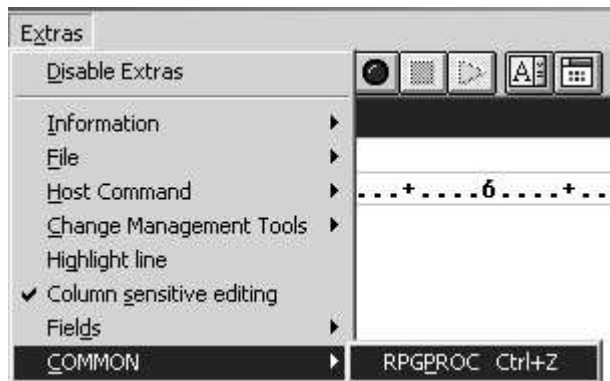 Extras
Disable Extras
A
Information
File
Host Command
...+....6....+..
Change Management Tools
Highlight line
✓ Column sensitive editing
Fields
COMMON
RPGPROC Ctrl+Z